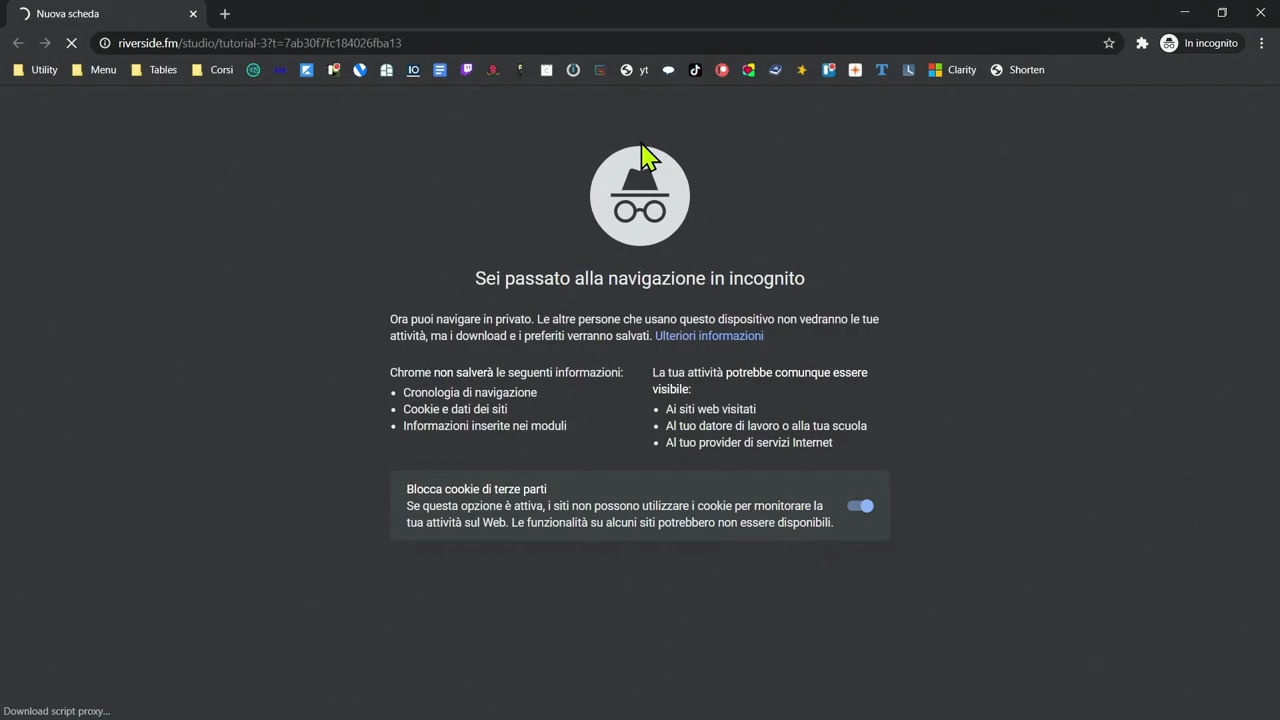 Nuova scheda
riverside.fm/studio/tutorial-3?t=7ab30f7fc184026fba13
In incognito
Utility Menu Tables Corsi IO yt T Clarity Shorten
Sei passato alla navigazione in incognito
Ora puoi navigare in privato. Le altre persone che usano questo dispositivo non vedranno le tue
attività, ma i download e i preferiti verranno salvati. Ulteriori informazioni
Chrome non salverà le seguenti informazioni:
• Cronologia di navigazione
• Cookie e dati dei siti
• Informazioni inserite nei moduli
La tua attività potrebbe comunque essere
visibile:
• Ai siti web visitati
• Al tuo datore di lavoro o alla tua scuola
• Al tuo provider di servizi Internet
Blocca cookie di terze parti
Se questa opzione è attiva, i siti non possono utilizzare i cookie per monitorare la
tua attività sul Web. Le funzionalità su alcuni siti potrebbero non essere disponibili.
Download script proxy...